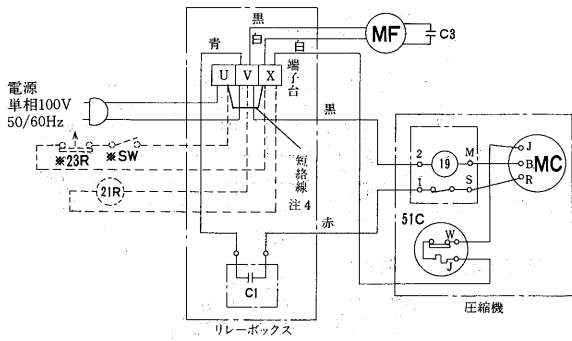 黒
白
MF
C3
青
白
U V X
端子台
電源
単相100V
50/60Hz
黒
※23R
※SW
短絡線
注4
21R
2
19
M
J
B
MC
R
1
S
51C
赤
W
J
C1
圧縮機
リレーボックス